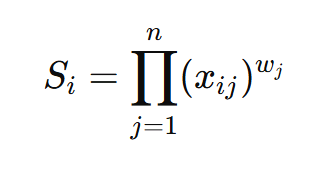 $$S_i = \prod_{j=1}^{n} (x_{ij})^{w_j}$$